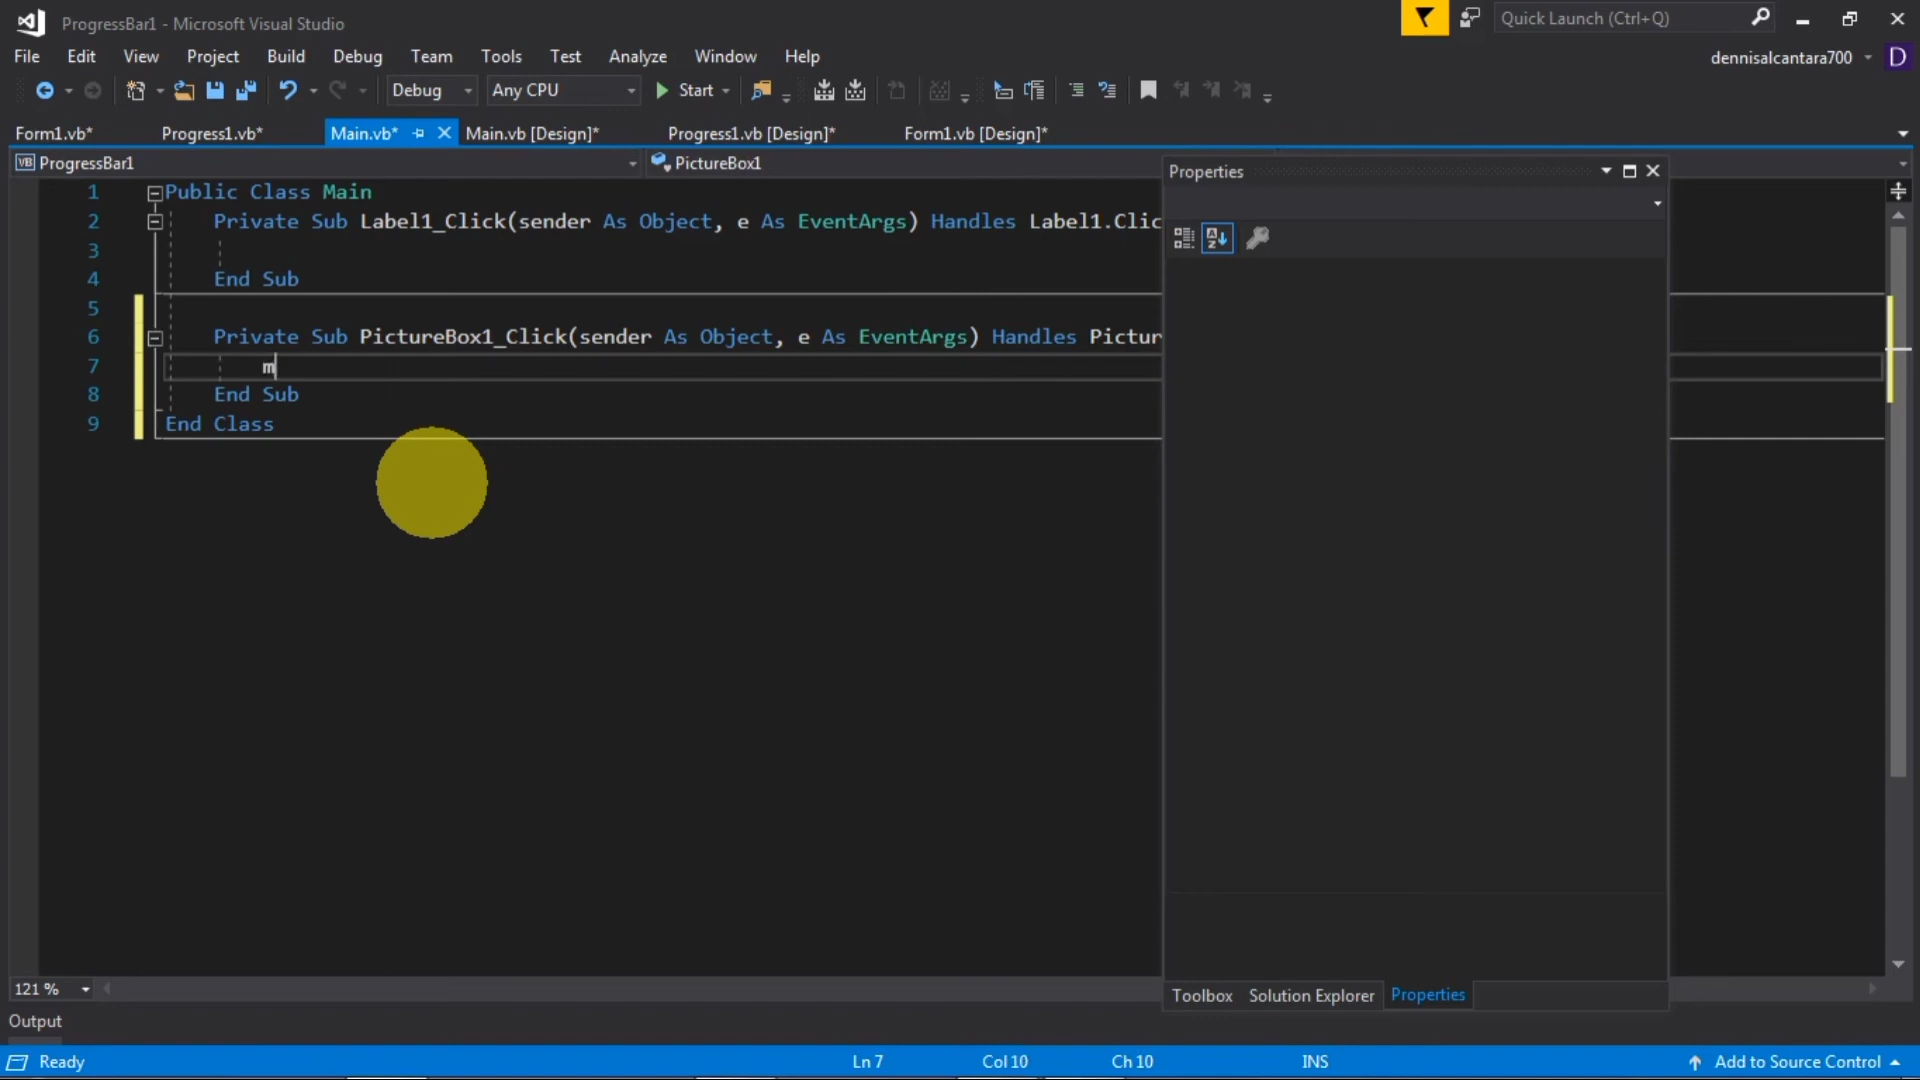 ProgressBar1 - Microsoft Visual Studio
Quick Launch (Ctrl+Q)
File Edit View Project Build Debug Team Tools Test Analyze Window Help
dennisalcantara700 D
Debug Any CPU Start
Form1.vb* Progress1.vb* Main.vb* Main.vb [Design]* Progress1.vb [Design]* Form1.vb [Design]*
VB ProgressBar1 PictureBox1
Properties
1 Public Class Main
2 Private Sub Label1_Click(sender As Object, e As EventArgs) Handles Label1.Clic
3
4 End Sub
5
6 Private Sub PictureBox1_Click(sender As Object, e As EventArgs) Handles Pictur
7 m
8 End Sub
9 End Class
121 %
Toolbox Solution Explorer Properties
Output
Ready Ln 7 Col 10 Ch 10 INS Add to Source Control